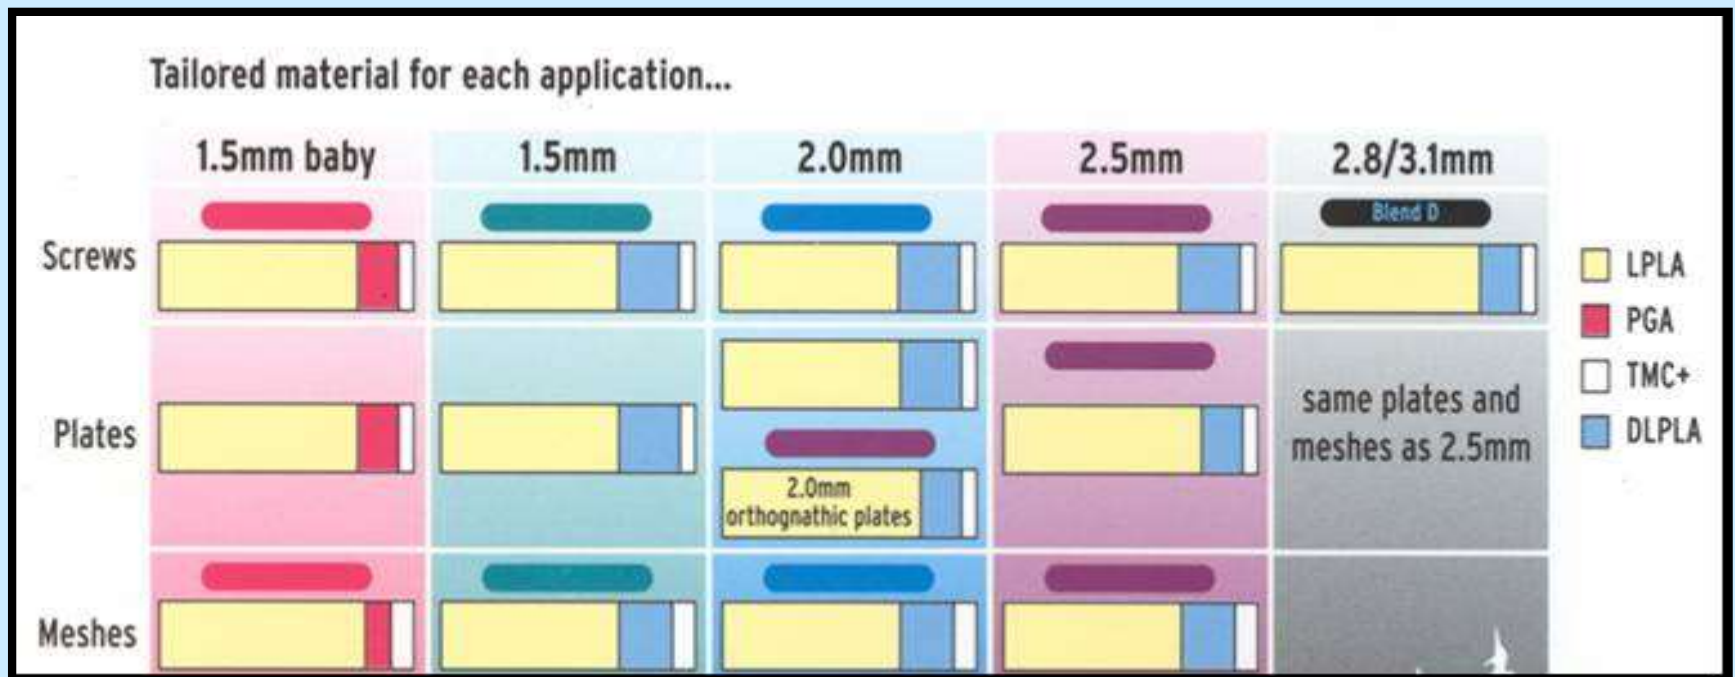 Tailored material for each application...
1.5mm baby
1.5mm
2.0mm
2.5mm
2.8/3.1mm
Blend D
Screws
LPLA
PGA
TMC+
DLPLA
Plates
2.0mm
orthognathic plates
same plates and
meshes as 2.5mm
Meshes